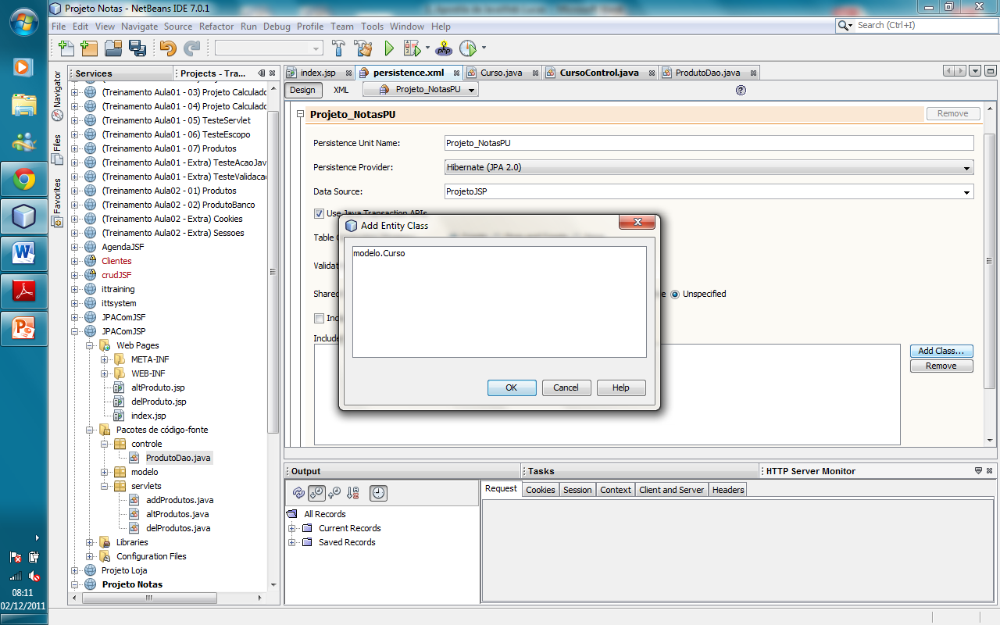 Projeto Notas - NetBeans IDE 7.0.1
File Edit View Navigate Source Refactor Run Debug Profile Team Tools Window Help
Search (Ctrl+I)
php
Navigator
Files
Favorites
Services
Projects - Tra...
(Treinamento Aula01 - 03) Projeto Calculado
(Treinamento Aula01 - 04) Projeto Calculado
(Treinamento Aula01 - 05) TesteServlet
(Treinamento Aula01 - 06) TesteEscopo
(Treinamento Aula01 - 07) Produtos
(Treinamento Aula01 - Extra) TesteAcaoJav
(Treinamento Aula01 - Extra) TesteValidacao
(Treinamento Aula02 - 01) Produtos
(Treinamento Aula02 - 02) ProdutoBanco
(Treinamento Aula02 - Extra) Cookies
(Treinamento Aula02 - Extra) Sessoes
AgendaJSF
Clientes
crudJSF
ittraining
ittsystem
JPAComJSF
JPAComJSP
Web Pages
META-INF
WEB-INF
altProduto.jsp
delProduto.jsp
index.jsp
Pacotes de código-fonte
controle
ProdutoDao.java
modelo
servlets
addProdutos.java
altProdutos.java
delProdutos.java
Libraries
Configuration Files
Projeto Loja
Projeto Notas
index.jsp
persistence.xml
Curso.java
CursoControl.java
ProdutoDao.java
Design
XML
Projeto_NotasPU
Projeto_NotasPU
Remove
Persistence Unit Name:
Projeto_NotasPU
Persistence Provider:
Hibernate (JPA 2.0)
Data Source:
ProjetoJSP
Use Java Transaction APIs
Table
Validat
Shared
Unspecified
Inc
Include
Add Class...
Remove
Add Entity Class
modelo.Curso
OK
Cancel
Help
Output
Tasks
HTTP Server Monitor
All Records
Current Records
Saved Records
Request
Cookies
Session
Context
Client and Server
Headers
08:11
02/12/2011